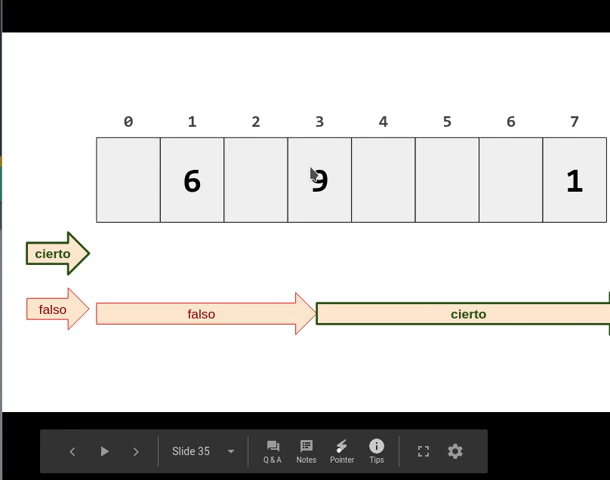 0 1 2 3 4 5 6 7
6 9 1
cierto
falso falso cierto
Slide 35
Q & A Notes Pointer Tips